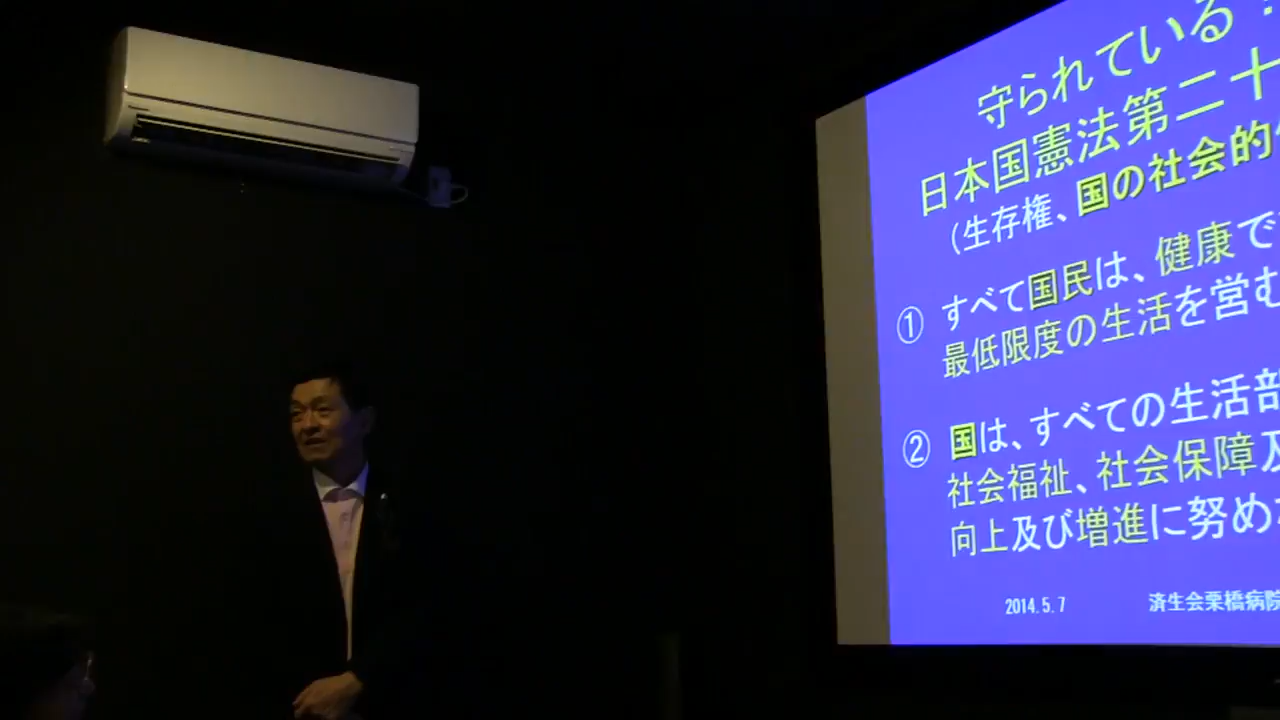 守られている？
日本国憲法第二十
（生存権、国の社会的
① すべて国民は、健康で
最低限度の生活を営む
② 国は、すべての生活部
社会福祉、社会保障及
向上及び増進に努め
2014.5.7 済生会栗橋病院